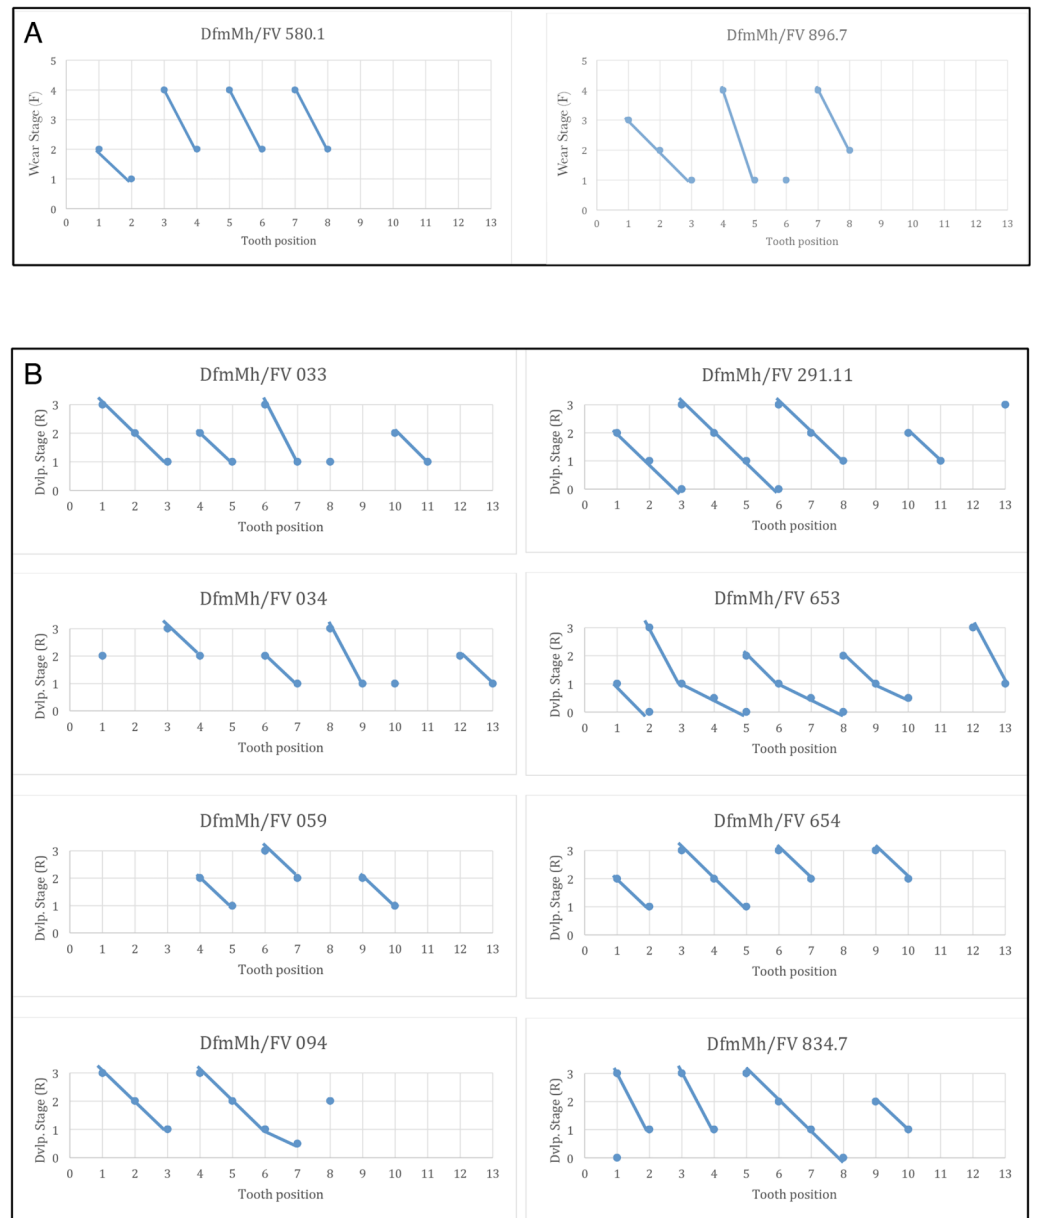 A
DfmMh/FV 580.1
Wear Stage (F)
5
4
3
2
1
0
0 1 2 3 4 5 6 7 8 9 10 11 12 13
Tooth position
DfmMh/FV 896.7
Wear Stage (F)
5
4
3
2
1
0
0 1 2 3 4 5 6 7 8 9 10 11 12 13
Tooth position
B
DfmMh/FV 033
Dvlp. Stage (R)
3
2
1
0
0 1 2 3 4 5 6 7 8 9 10 11 12 13
Tooth position
DfmMh/FV 291.11
Dvlp. Stage (R)
3
2
1
0
0 1 2 3 4 5 6 7 8 9 10 11 12 13
Tooth position
DfmMh/FV 034
Dvlp. Stage (R)
3
2
1
0
0 1 2 3 4 5 6 7 8 9 10 11 12 13
Tooth position
DfmMh/FV 653
Dvlp. Stage (R)
3
2
1
0
0 1 2 3 4 5 6 7 8 9 10 11 12 13
Tooth position
DfmMh/FV 059
Dvlp. Stage (R)
3
2
1
0
0 1 2 3 4 5 6 7 8 9 10 11 12 13
Tooth position
DfmMh/FV 654
Dvlp. Stage (R)
3
2
1
0
0 1 2 3 4 5 6 7 8 9 10 11 12 13
Tooth position
DfmMh/FV 094
Dvlp. Stage (R)
3
2
1
0
0 1 2 3 4 5 6 7 8 9 10 11 12 13
Tooth position
DfmMh/FV 834.7
Dvlp. Stage (R)
3
2
1
0
0 1 2 3 4 5 6 7 8 9 10 11 12 13
Tooth position